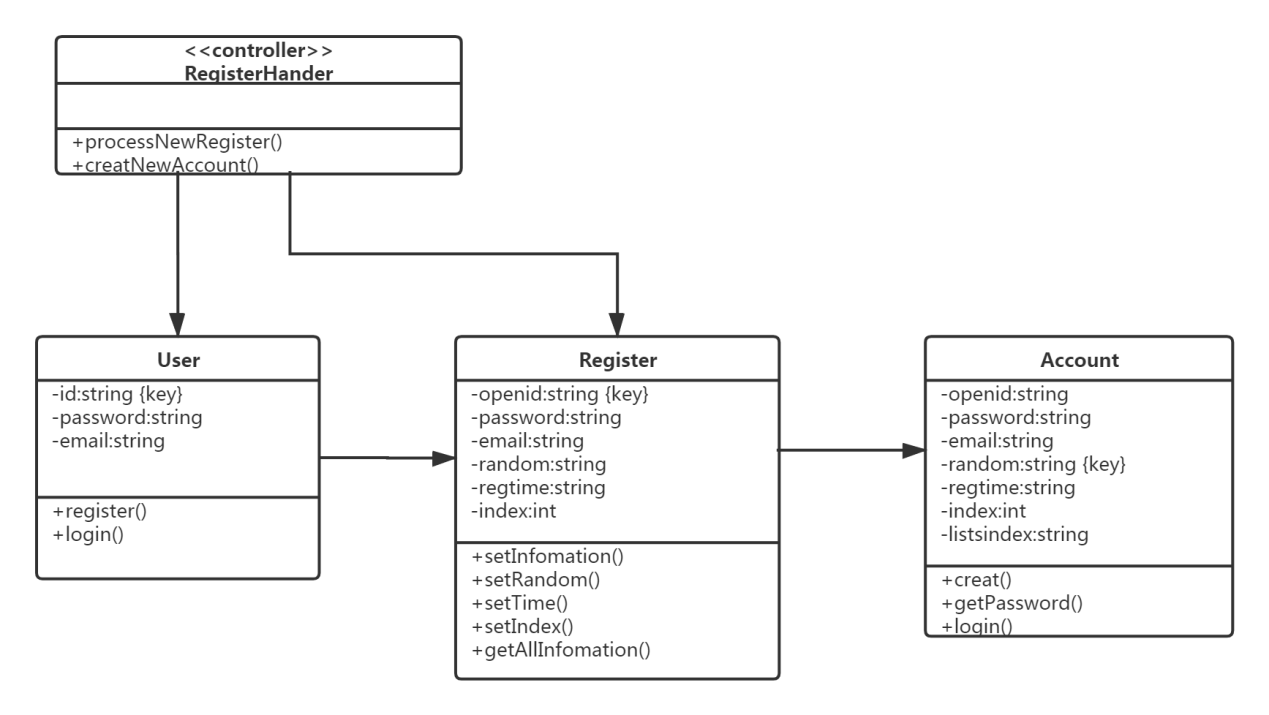 <<controller>>
RegisterHander
+processNewRegister()
+creatNewAccount()
User
-id:string {key}
-password:string
-email:string
+register()
+login()
Register
-openid:string {key}
-password:string
-email:string
-random:string
-regtime:string
-index:int
+setInfomation()
+setRandom()
+setTime()
+setIndex()
+getAllInfomation()
Account
-openid:string
-password:string
-email:string
-random:string {key}
-regtime:string
-index:int
-listsindex:string
+creat()
+getPassword()
+login()